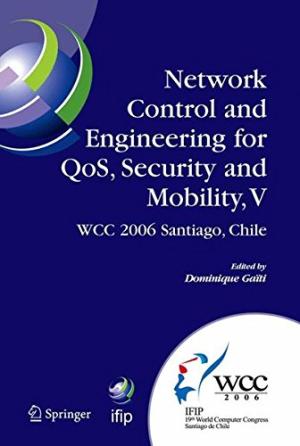 Network
Control and
Engineering for
QoS, Security and
Mobility, V
WCC 2006 Santiago, Chile
Edited by
Dominique Gaïti
Springer
ifip
WCC
2006
IFIP
19th World Computer Congress
Santiago de Chile